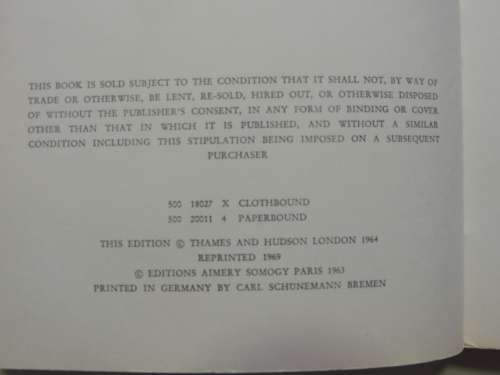 THIS BOOK IS SOLD SUBJECT TO THE CONDITION THAT IT SHALL NOT, BY WAY OF
TRADE OR OTHERWISE, BE LENT, RE-SOLD, HIRED OUT, OR OTHERWISE DISPOSED
OF WITHOUT THE PUBLISHER'S CONSENT, IN ANY FORM OF BINDING OR COVER
OTHER THAN THAT IN WHICH IT IS PUBLISHED, AND WITHOUT A SIMILAR
CONDITION INCLUDING THIS STIPULATION BEING IMPOSED ON A SUBSEQUENT
PURCHASER
500 18027 X CLOTHBOUND
500 20011 4 PAPERBOUND
THIS EDITION © THAMES AND HUDSON LONDON 1964
REPRINTED 1969
© EDITIONS AIMERY SOMOGY PARIS 1963
PRINTED IN GERMANY BY CARL SCHÜNEMANN BREMEN